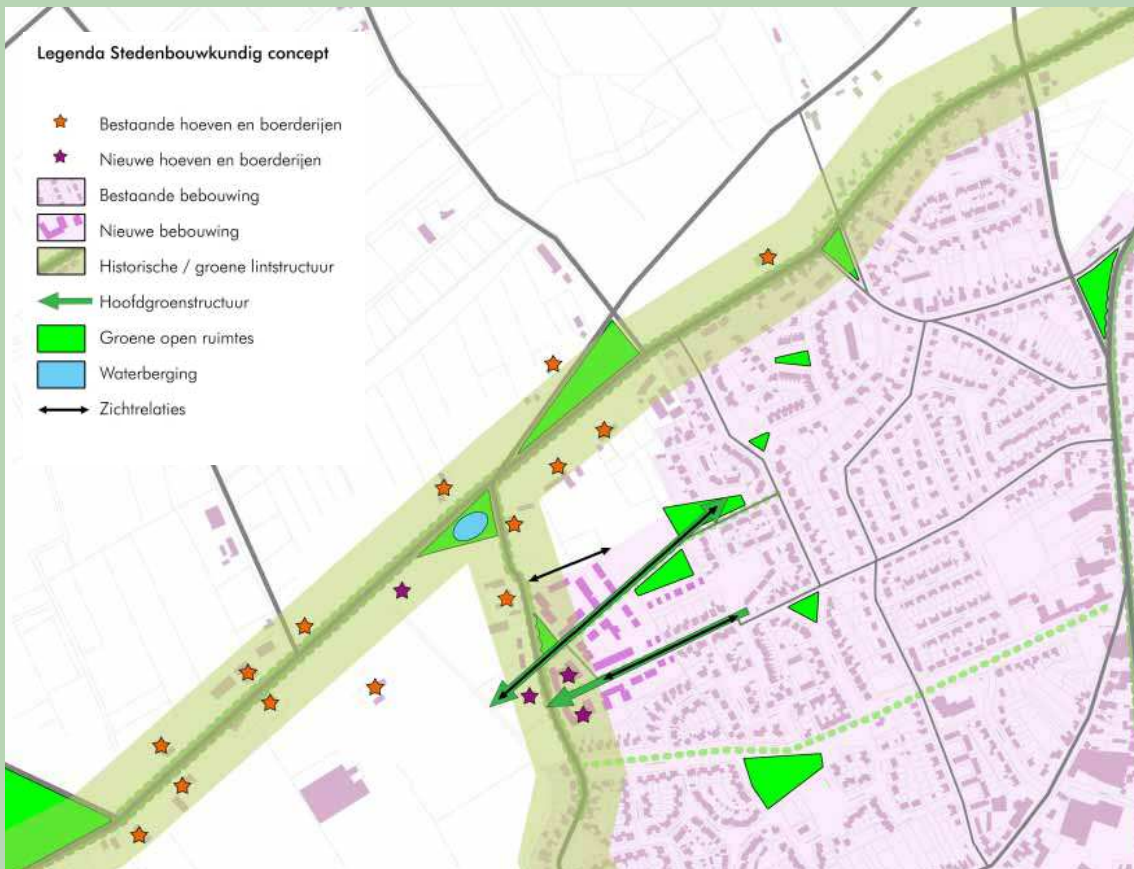 Legenda Stedenbouwkundig concept
Bestaande hoeven en boerderijen
Nieuwe hoeven en boerderijen
Bestaande bebouwing
Nieuwe bebouwing
Historische / groene lintstructuur
Hoofdgroenstructuur
Groene open ruimtes
Waterberging
Zichtrelaties